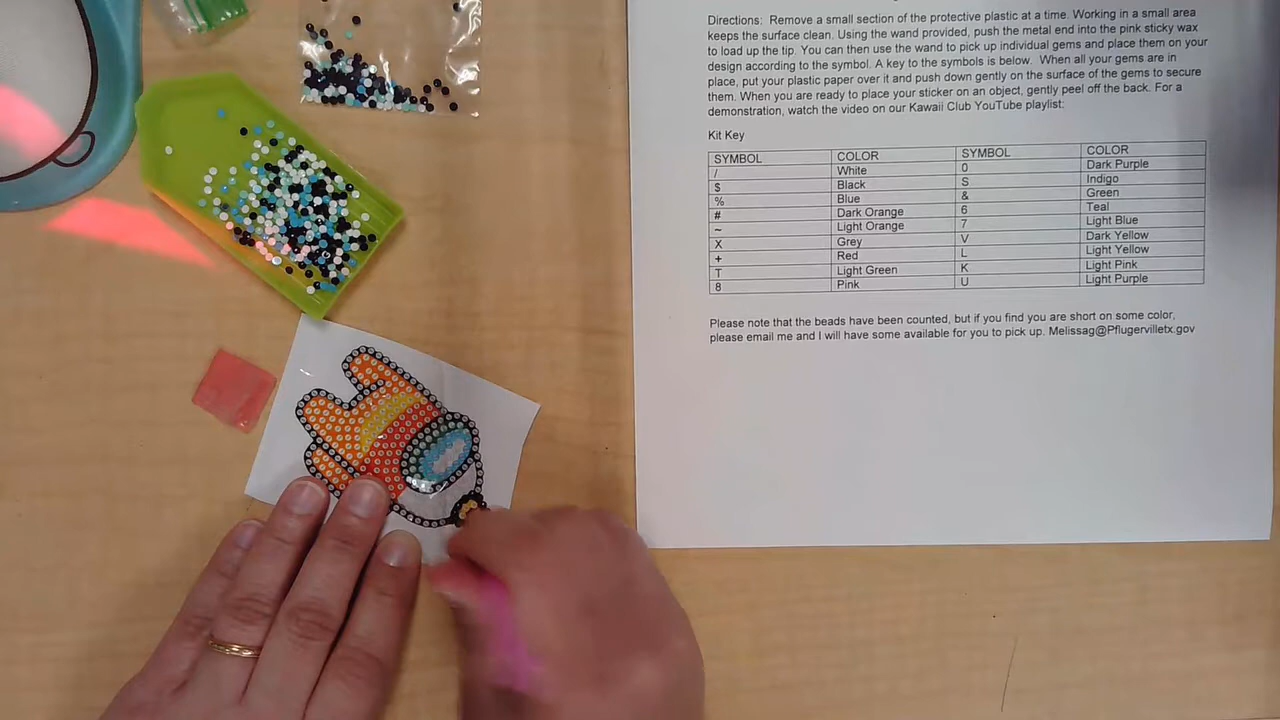 Directions: Remove a small section of the protective plastic at a time. Working in a small area
keeps the surface clean. Using the wand provided, push the metal end into the pink sticky wax
to load up the tip. You can then use the wand to pick up individual gems and place them on your
design according to the symbol. A key to the symbols is below. When all your gems are in
place, put your plastic paper over it and push down gently on the surface of the gems to secure
them. When you are ready to place your sticker on an object, gently peel off the back. For a
demonstration, watch the video on our Kawaii Club YouTube playlist:
Kit Key
SYMBOL COLOR SYMBOL COLOR
/ White 0 Dark Purple
$ Black S Indigo
% Blue & Green
# Dark Orange 6 Teal
~ Light Orange 7 Light Blue
X Grey V Dark Yellow
+ Red L Light Yellow
T Light Green K Light Pink
8 Pink U Light Purple
Please note that the beads have been counted, but if you find you are short on some color,
please email me and I will have some available for you to pick up. Melissag@Pflugervilletx.gov